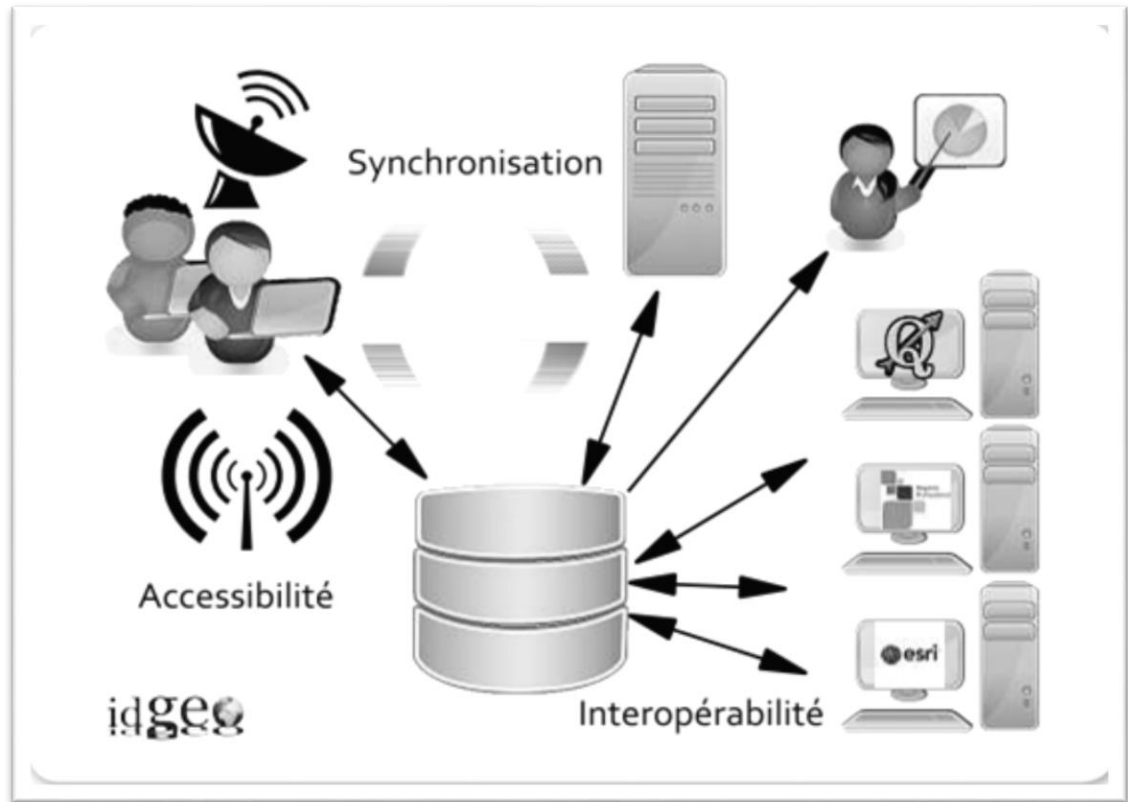 Synchronisation
Accessibilité
esri
Interopérabilité
idgeo